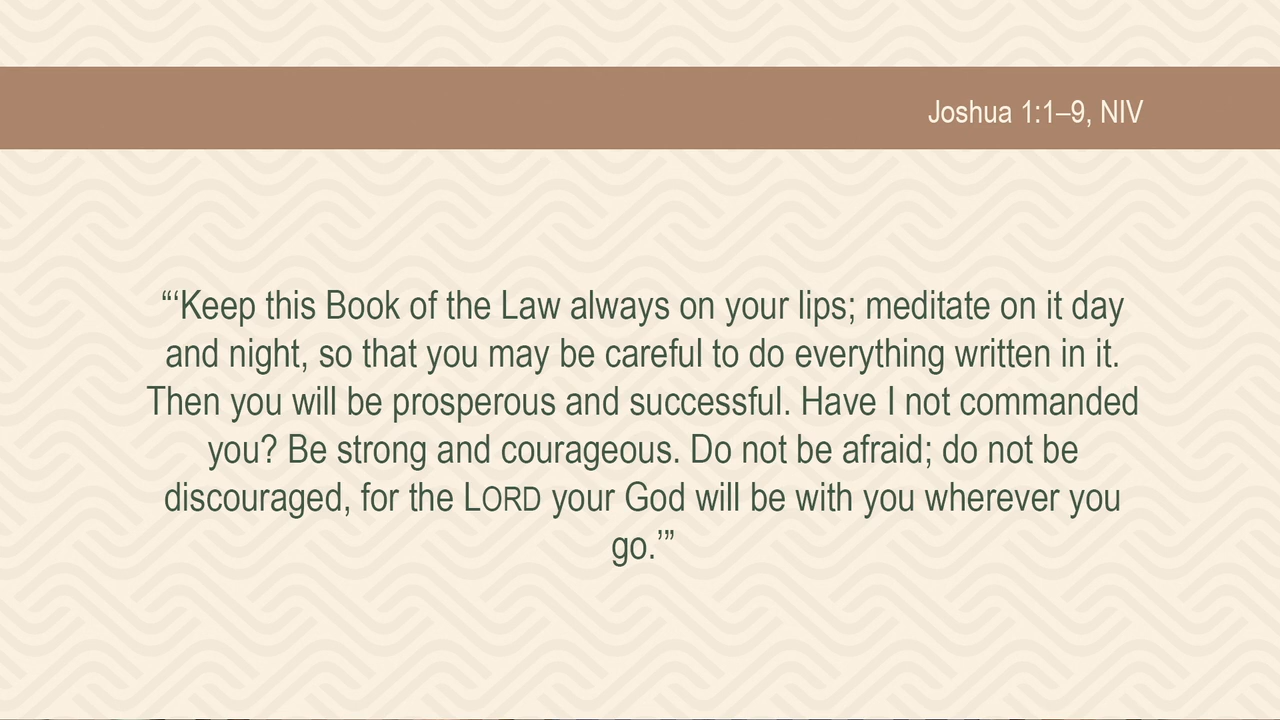 Joshua 1:1–9, NIV
“‘Keep this Book of the Law always on your lips; meditate on it day
and night, so that you may be careful to do everything written in it.
Then you will be prosperous and successful. Have I not commanded
you? Be strong and courageous. Do not be afraid; do not be
discouraged, for the LORD your God will be with you wherever you
go.’”